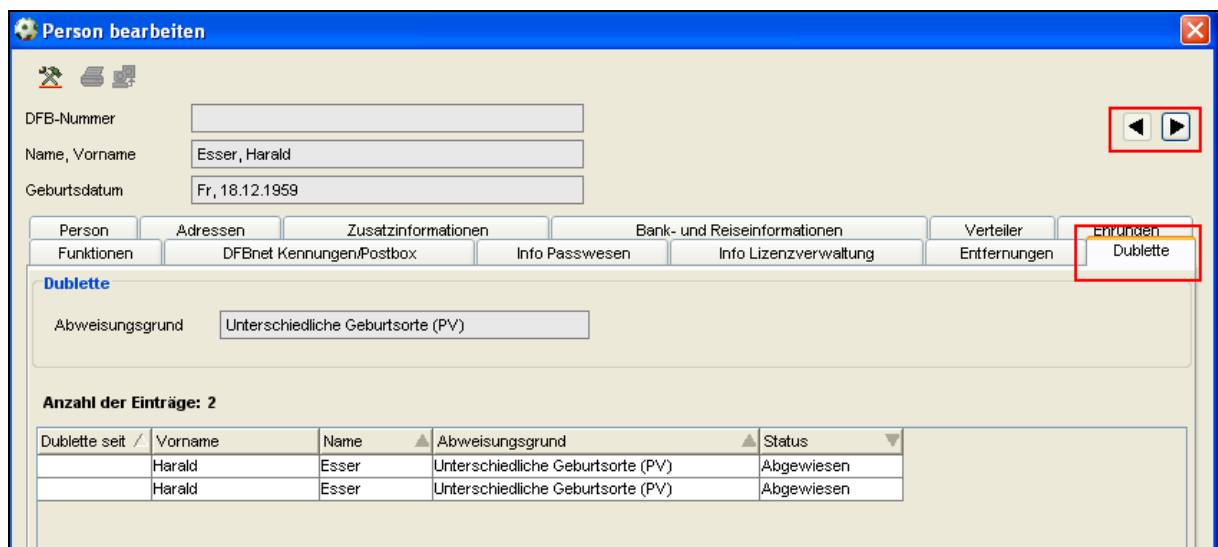 Person bearbeiten
DFB-Nummer
Name, Vorname Esser, Harald
Geburtsdatum Fr, 18.12.1959
Person Adressen Zusatzinformationen Bank- und Reiseinformationen Verteiler Ehrungen
Funktionen DFBnet Kennungen/Postbox Info Passwesen Info Lizenzverwaltung Entfernungen Dublette
Dublette
Abweisungsgrund Unterschiedliche Geburtsorte (PV)
Anzahl der Einträge: 2
Dublette seit Vorname Name Abweisungsgrund Status
Harald Esser Unterschiedliche Geburtsorte (PV) Abgewiesen
Harald Esser Unterschiedliche Geburtsorte (PV) Abgewiesen